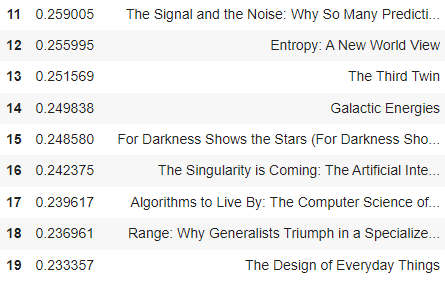 11 0.259005 The Signal and the Noise: Why So Many Predicti...
12 0.255995 Entropy: A New World View
13 0.251569 The Third Twin
14 0.249838 Galactic Energies
15 0.248580 For Darkness Shows the Stars (For Darkness Sho...
16 0.242375 The Singularity is Coming: The Artificial Inte...
17 0.239617 Algorithms to Live By: The Computer Science of...
18 0.236961 Range: Why Generalists Triumph in a Specialize...
19 0.233357 The Design of Everyday Things